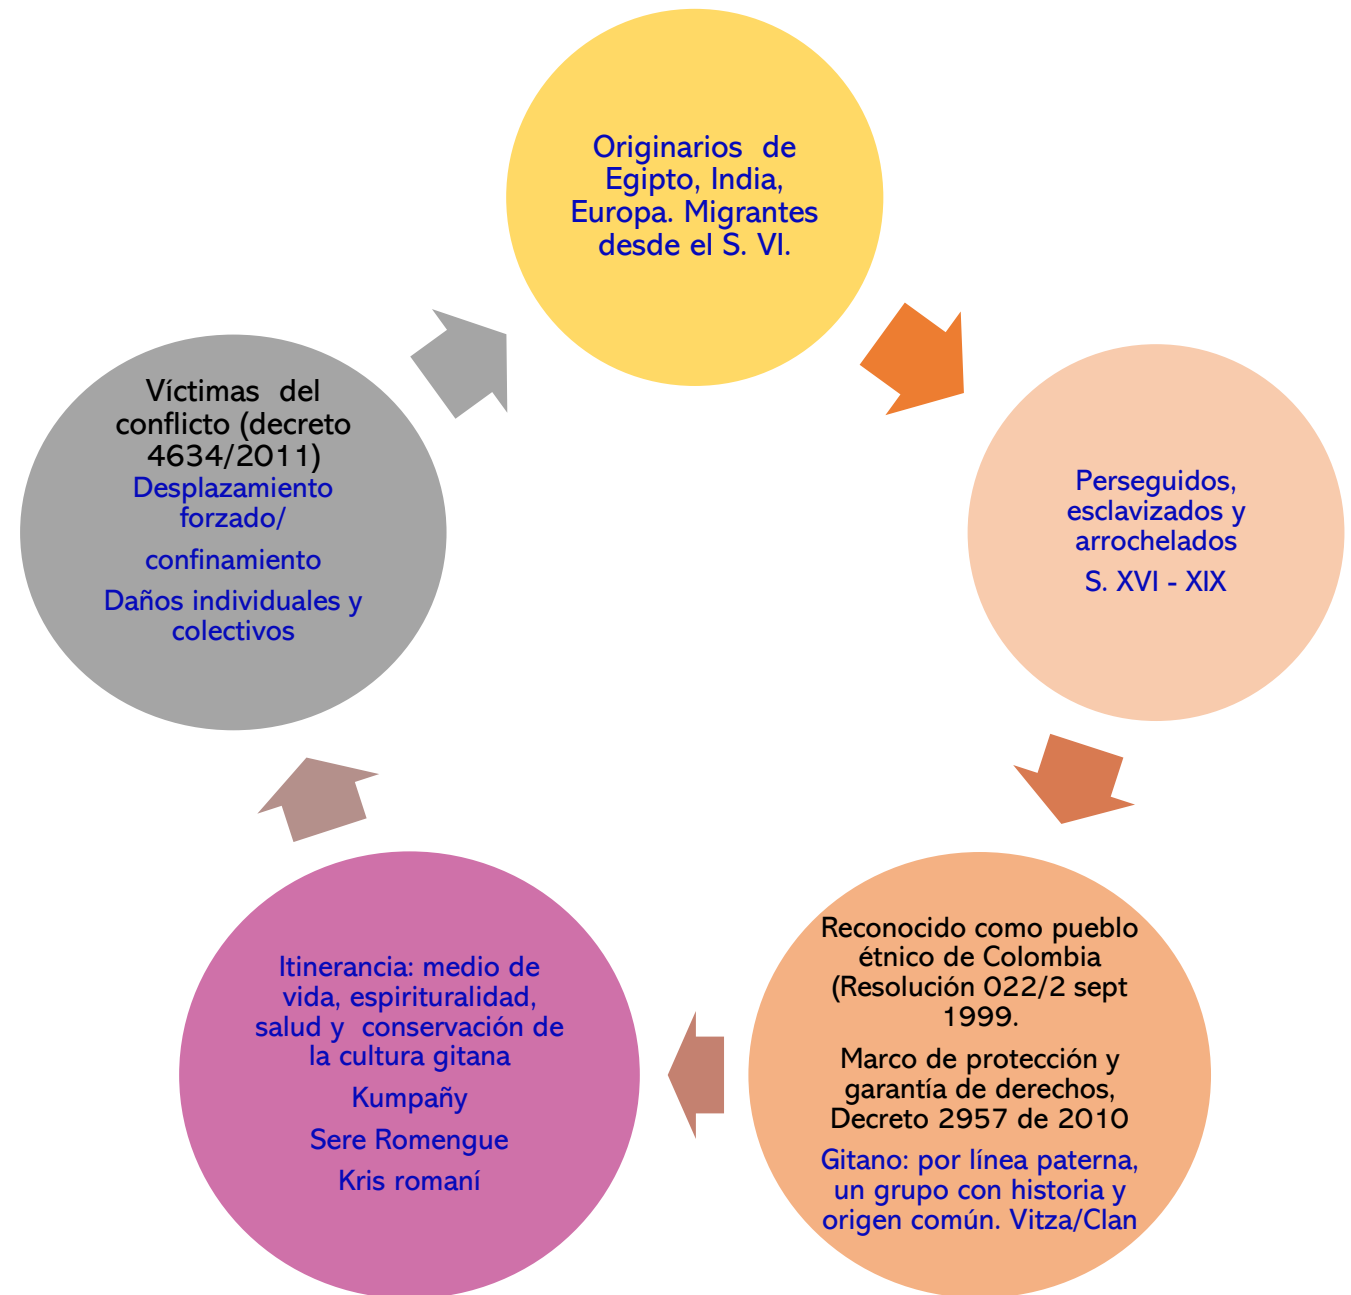 Originarios de
Egipto, India,
Europa. Migrantes
desde el S. VI.
Perseguidos,
esclavizados y
arrochelados
S. XVI - XIX
Reconocido como pueblo
étnico de Colombia
(Resolución 022/2 sept
1999.
Marco de protección y
garantía de derechos,
Decreto 2957 de 2010
Gitano: por línea paterna,
un grupo con historia y
origen común. Vitza/Clan
Itinerancia: medio de
vida, espirituralidad,
salud y conservación de
la cultura gitana
Kumpañy
Sere Romengue
Kris romaní
Víctimas del
conflicto (decreto
4634/2011)
Desplazamiento
forzado/
confinamiento
Daños individuales y
colectivos